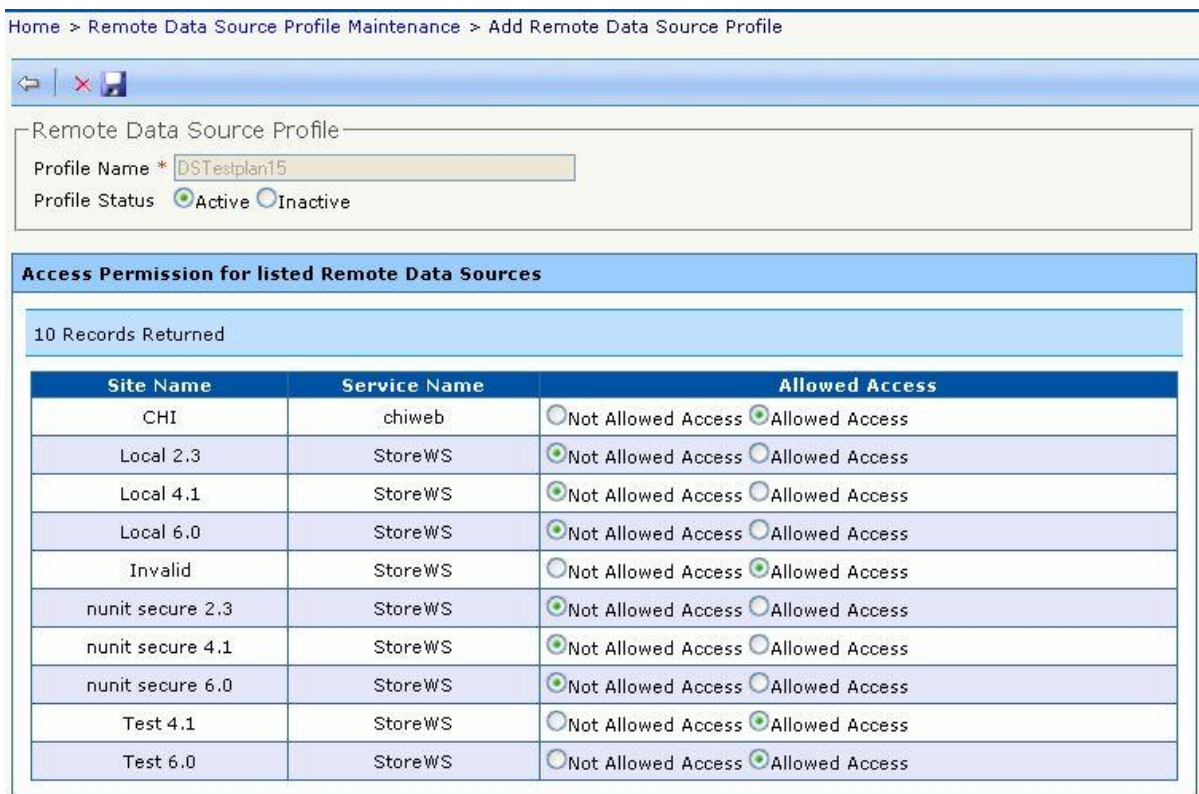 Home > Remote Data Source Profile Maintenance > Add Remote Data Source Profile
Remote Data Source Profile
Profile Name * DSTestplan15
Profile Status Active Inactive
Access Permission for listed Remote Data Sources
10 Records Returned
Site Name Service Name Allowed Access
CHI chiweb Not Allowed Access Allowed Access
Local 2.3 StoreWS Not Allowed Access Allowed Access
Local 4.1 StoreWS Not Allowed Access Allowed Access
Local 6.0 StoreWS Not Allowed Access Allowed Access
Invalid StoreWS Not Allowed Access Allowed Access
nunit secure 2.3 StoreWS Not Allowed Access Allowed Access
nunit secure 4.1 StoreWS Not Allowed Access Allowed Access
nunit secure 6.0 StoreWS Not Allowed Access Allowed Access
Test 4.1 StoreWS Not Allowed Access Allowed Access
Test 6.0 StoreWS Not Allowed Access Allowed Access